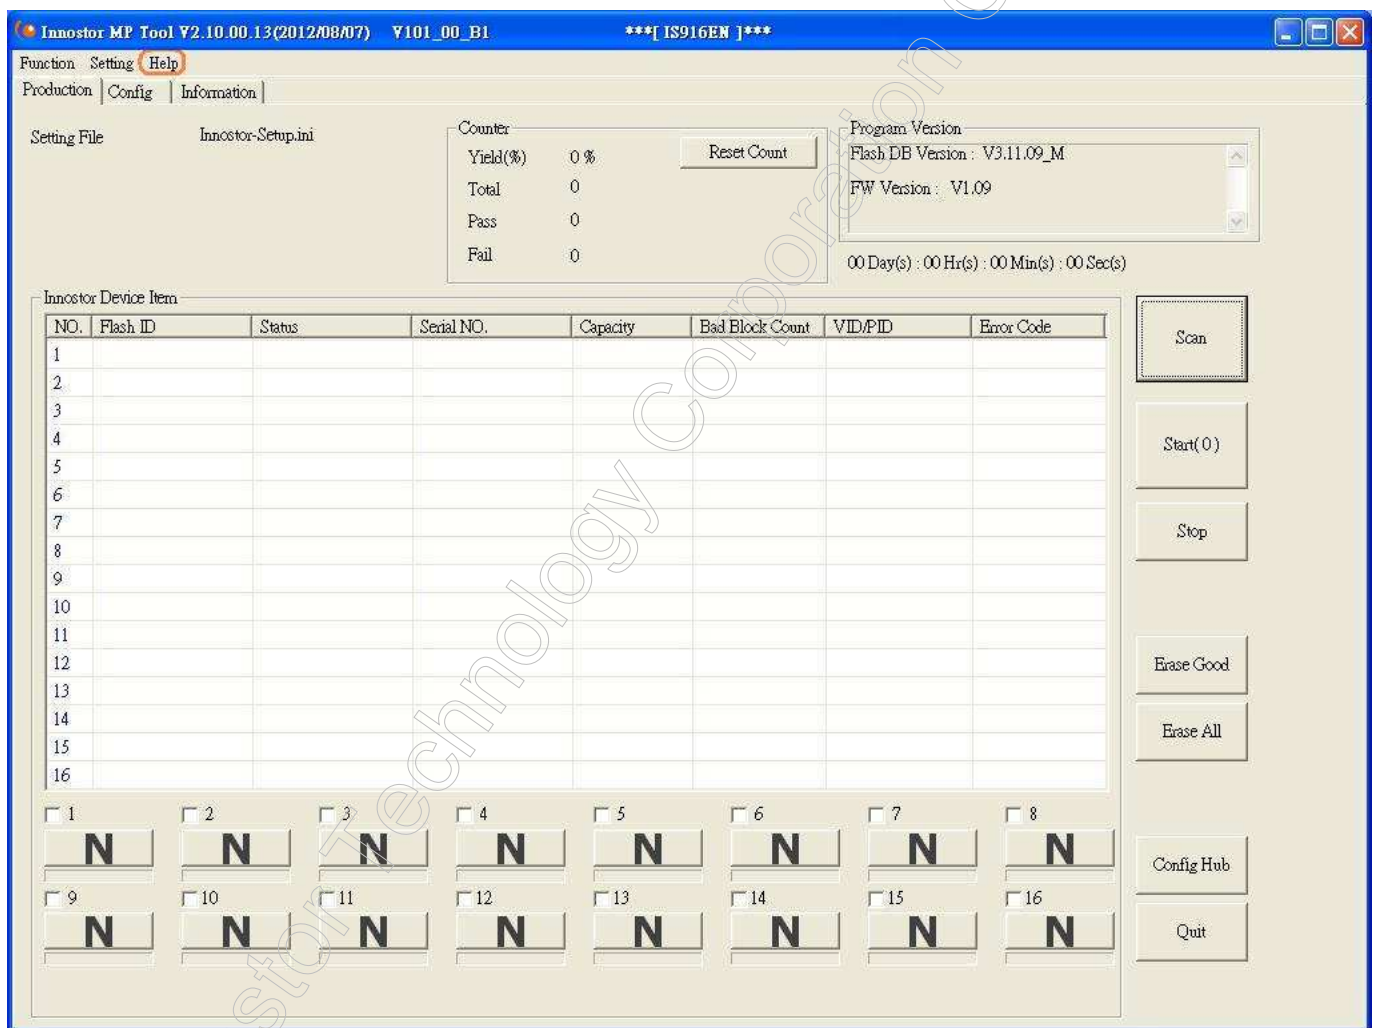 Innostor MP Tool V2.10.00.13(2012/08/07) V101_00_B1 ***[ IS916EN ]***
Function Setting Help
Production Config Information
Setting File Innostor-Setup.ini
Counter
Yield(%) 0 %
Total 0
Pass 0
Fail 0
Reset Count
Program Version
Flash DB Version : V3.11.09_M
FW Version : V1.09
00 Day(s) : 00 Hr(s) : 00 Min(s) : 00 Sec(s)
Innostor Device Item
NO. Flash ID Status Serial NO. Capacity Bad Block Count VID/PID Error Code
1
2
3
4
5
6
7
8
9
10
11
12
13
14
15
16
Scan
Start( 0 )
Stop
Erase Good
Erase All
Config Hub
Quit
1 2 3 4 5 6 7 8
N N N N N N N N
9 10 11 12 13 14 15 16
N N N N N N N N
stor Technology Corporation